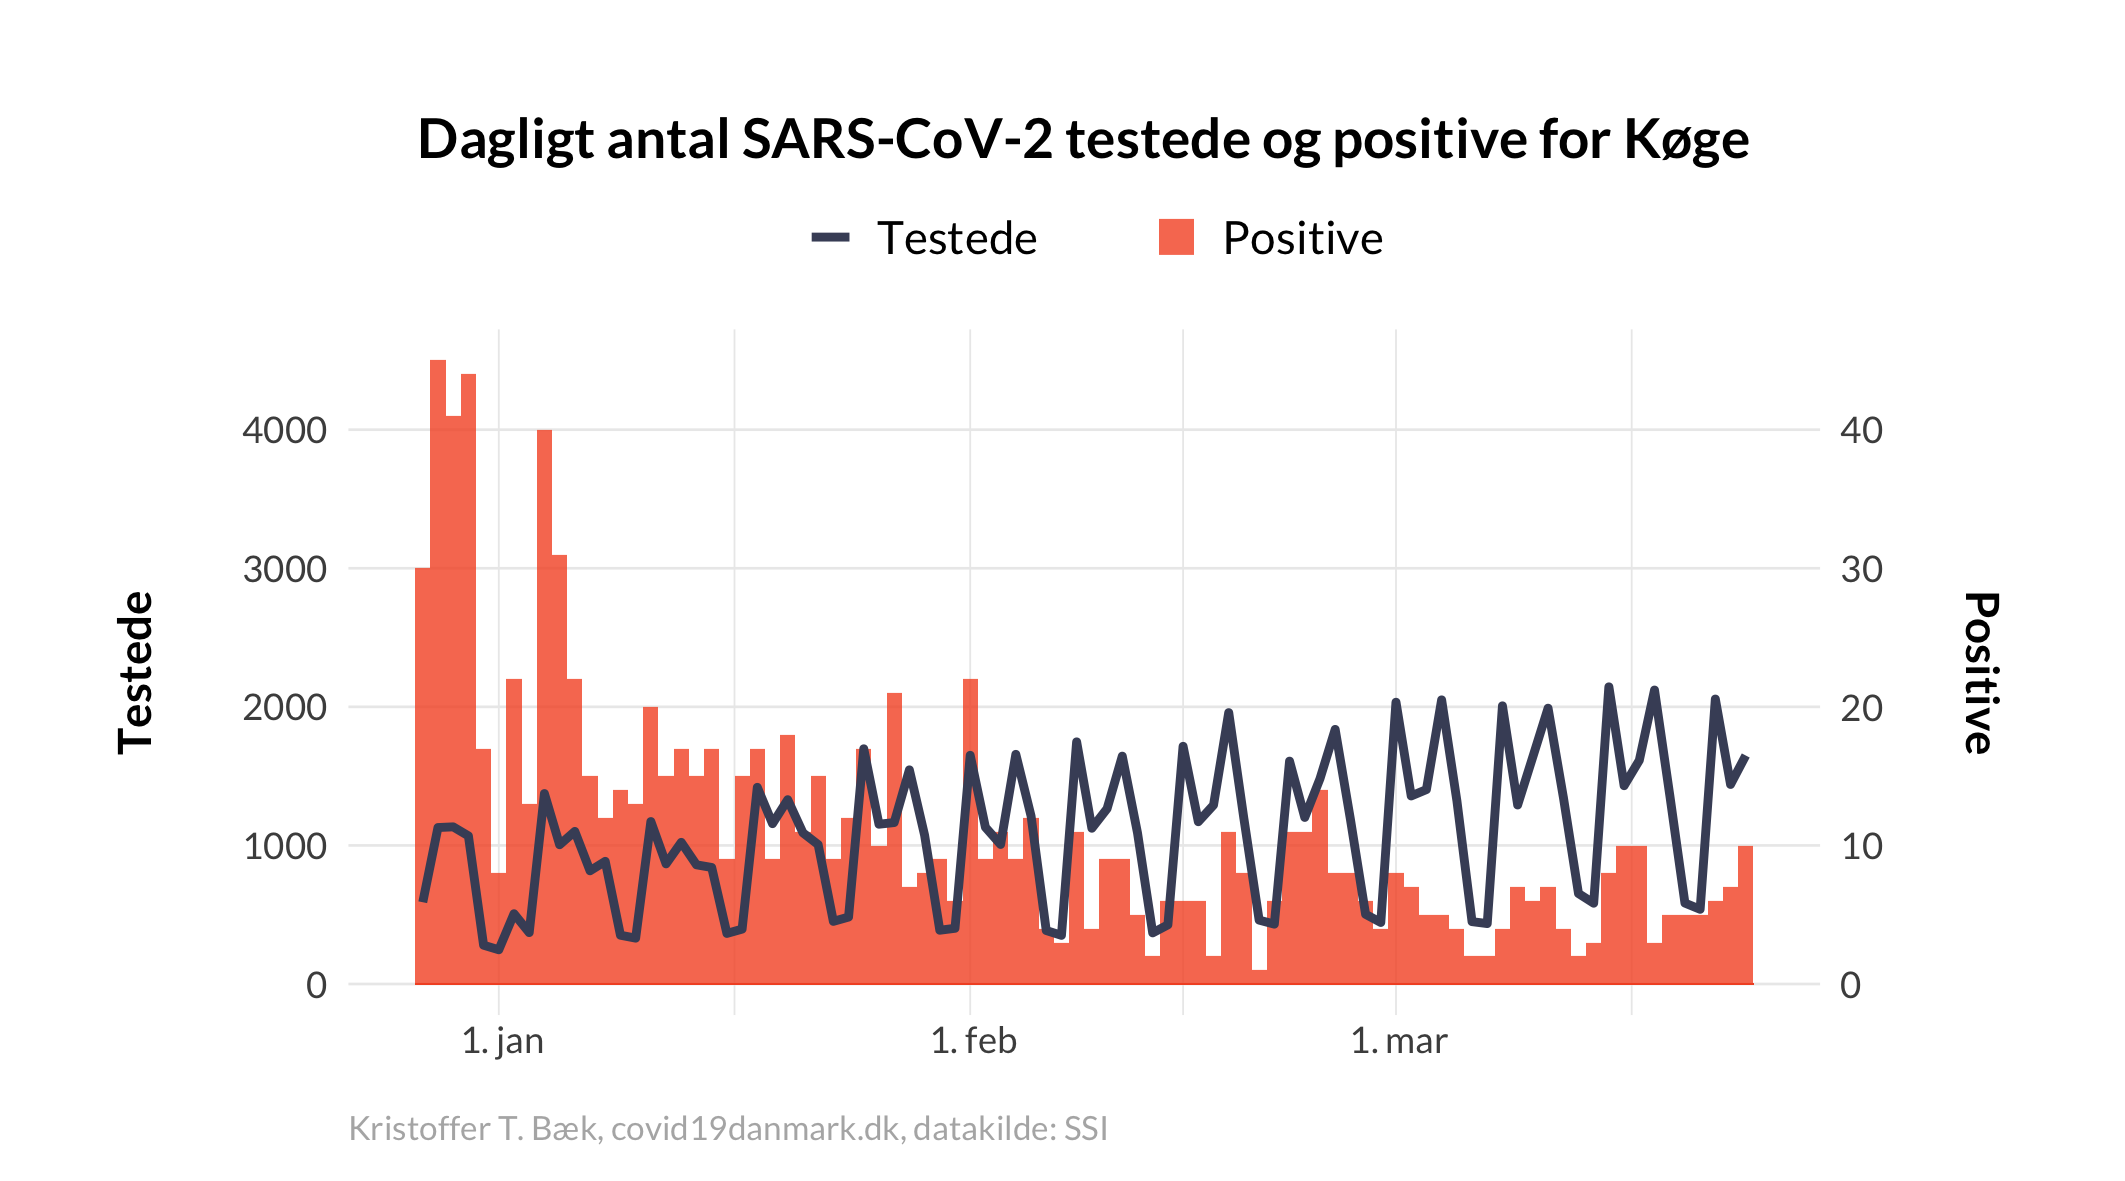 Dagligt antal SARS-CoV-2 testede og positive for Køge
Testede
Positive
4000
3000
2000
1000
0
Testede
40
30
20
10
0
Positive
1. jan
1. feb
1. mar
Kristoffer T. Bæk, covid19danmark.dk, datakilde: SSI